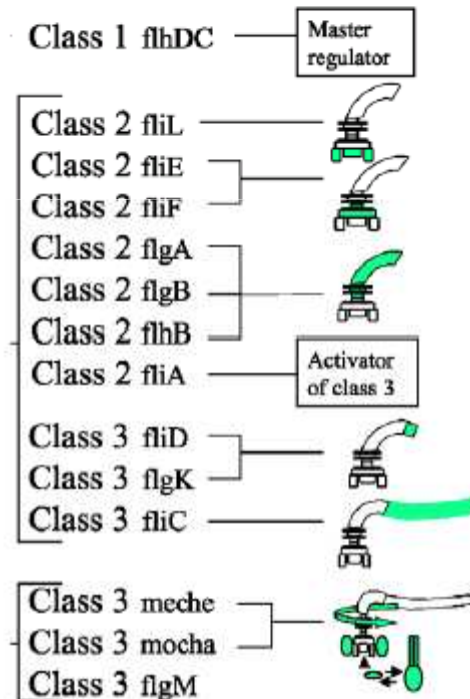 Class 1 flhDC
Master
regulator
Class 2 fliL
Class 2 fliE
Class 2 fliF
Class 2 flgA
Class 2 flgB
Class 2 flhB
Class 2 fliA
Activator
of class 3
Class 3 fliD
Class 3 flgK
Class 3 fliC
Class 3 meche
Class 3 mocha
Class 3 flgM